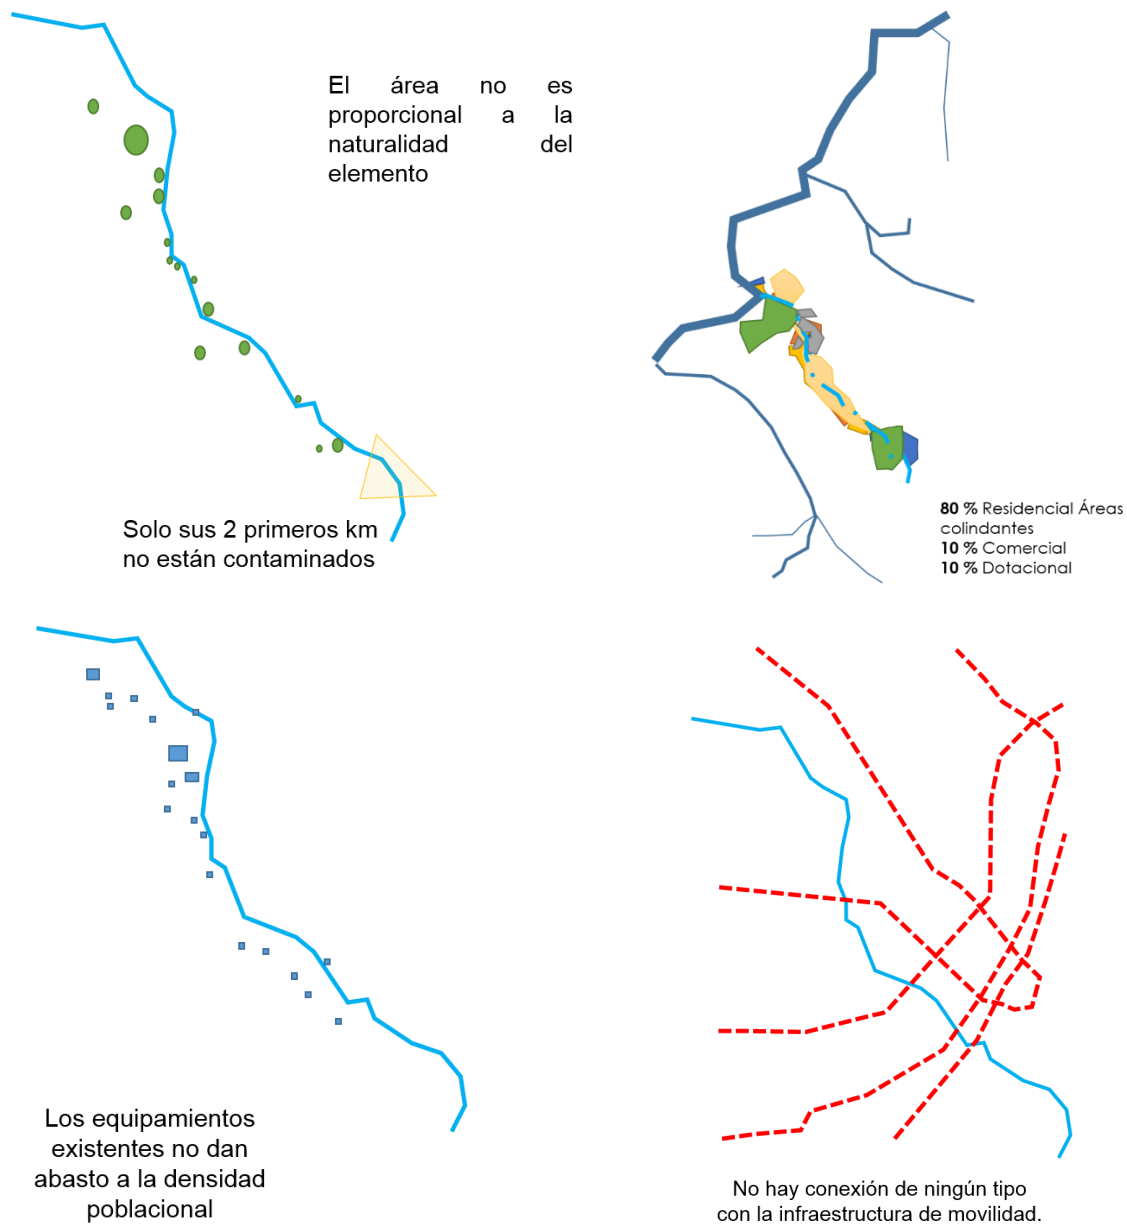 El área no es
proporcional a la
naturalidad del
elemento
Solo sus 2 primeros km
no están contaminados
80 % Residencial Áreas
colindantes
10 % Comercial
10 % Dotacional
Los equipamientos
existentes no dan
abasto a la densidad
poblacional
No hay conexión de ningún tipo
con la infraestructura de movilidad.